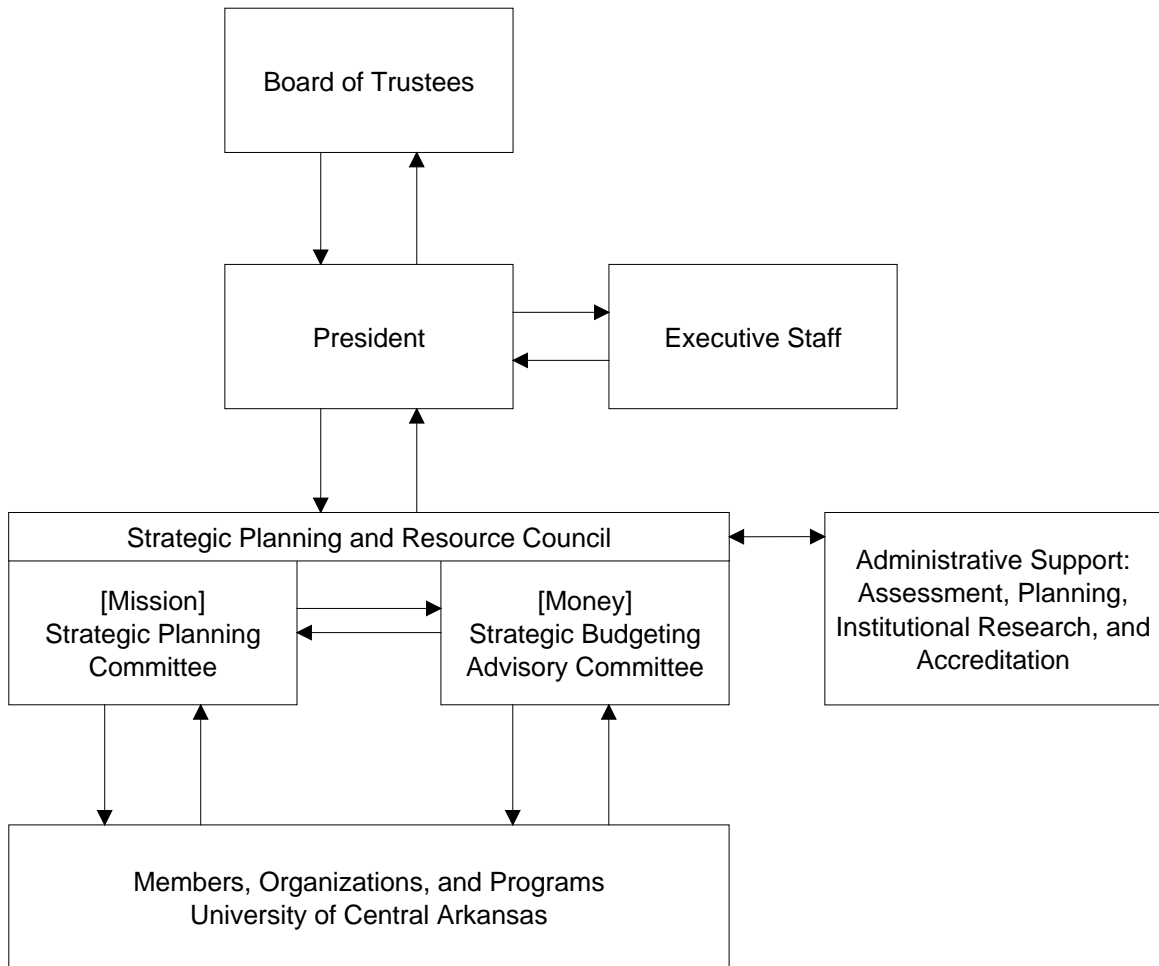 Board of Trustees
President
Executive Staff
Strategic Planning and Resource Council
[Mission]
Strategic Planning
Committee
[Money]
Strategic Budgeting
Advisory Committee
Administrative Support:
Assessment, Planning,
Institutional Research, and
Accreditation
Members, Organizations, and Programs
University of Central Arkansas